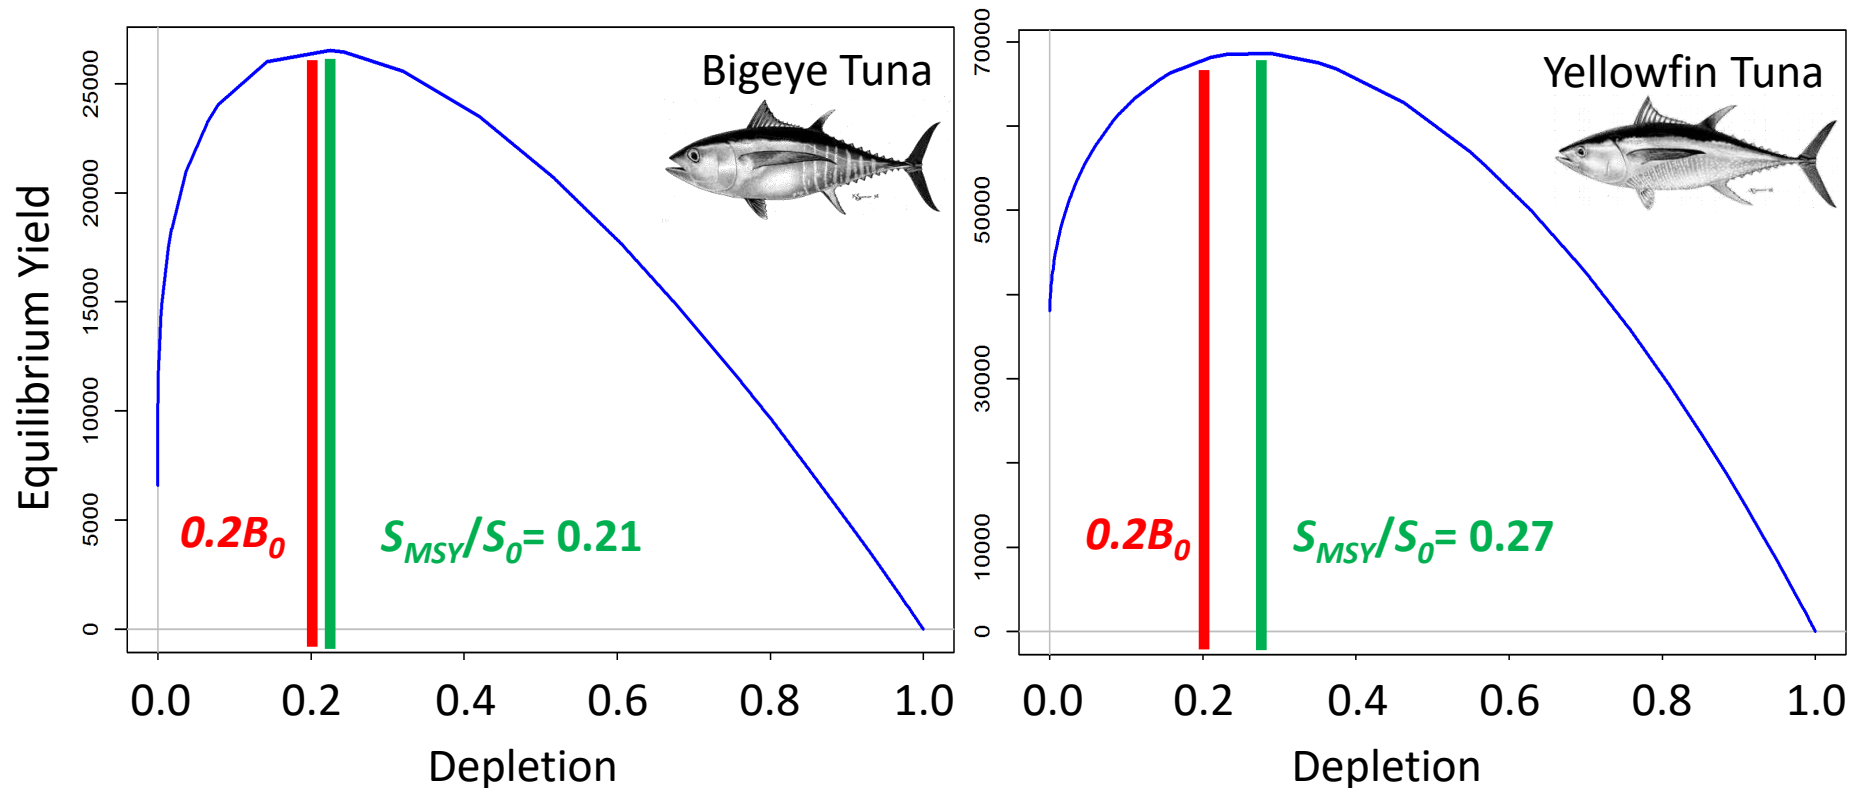 Bigeye Tuna
Equilibrium Yield
25000
20000
15000
10000
5000
0
0.2B0
SMSY/S0= 0.21
0.0 0.2 0.4 0.6 0.8 1.0
Depletion
Yellowfin Tuna
70000
50000
30000
10000
0
0.2B0
SMSY/S0= 0.27
0.0 0.2 0.4 0.6 0.8 1.0
Depletion